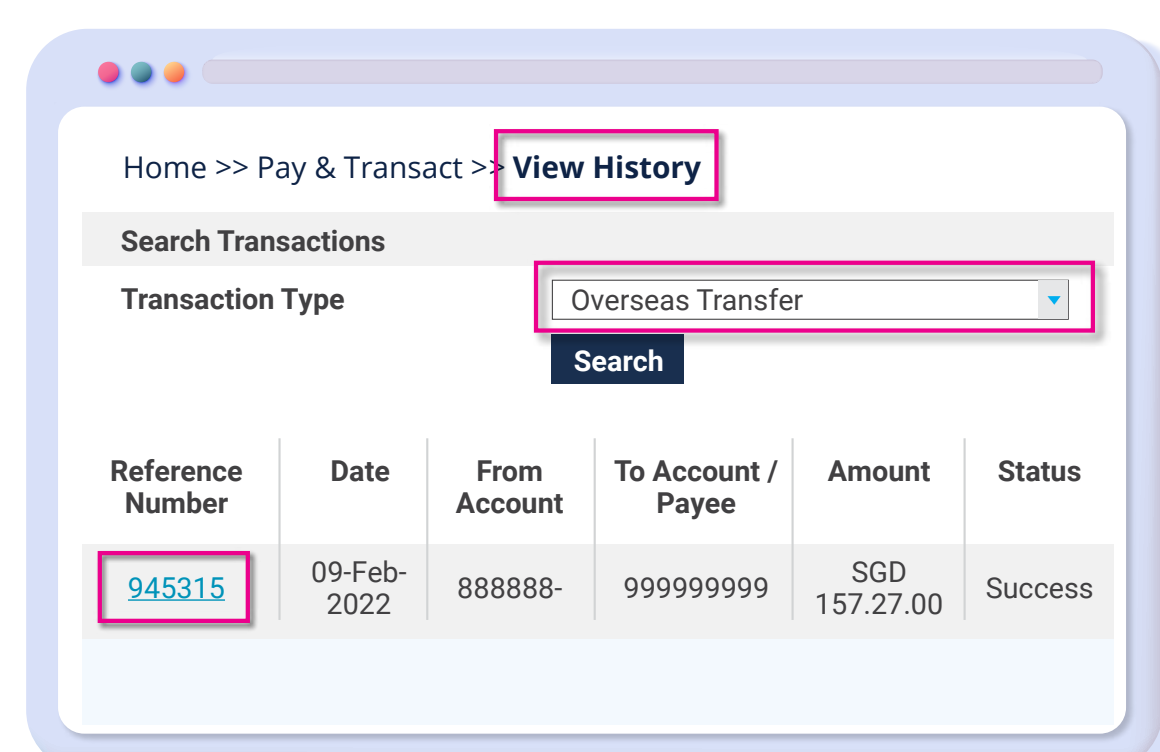 Home >> Pay & Transact >> View History
Search Transactions
Transaction Type Overseas Transfer
Search
Reference Number Date From Account To Account / Payee Amount Status
945315 09-Feb-2022 888888- 999999999 SGD 157.27.00 Success